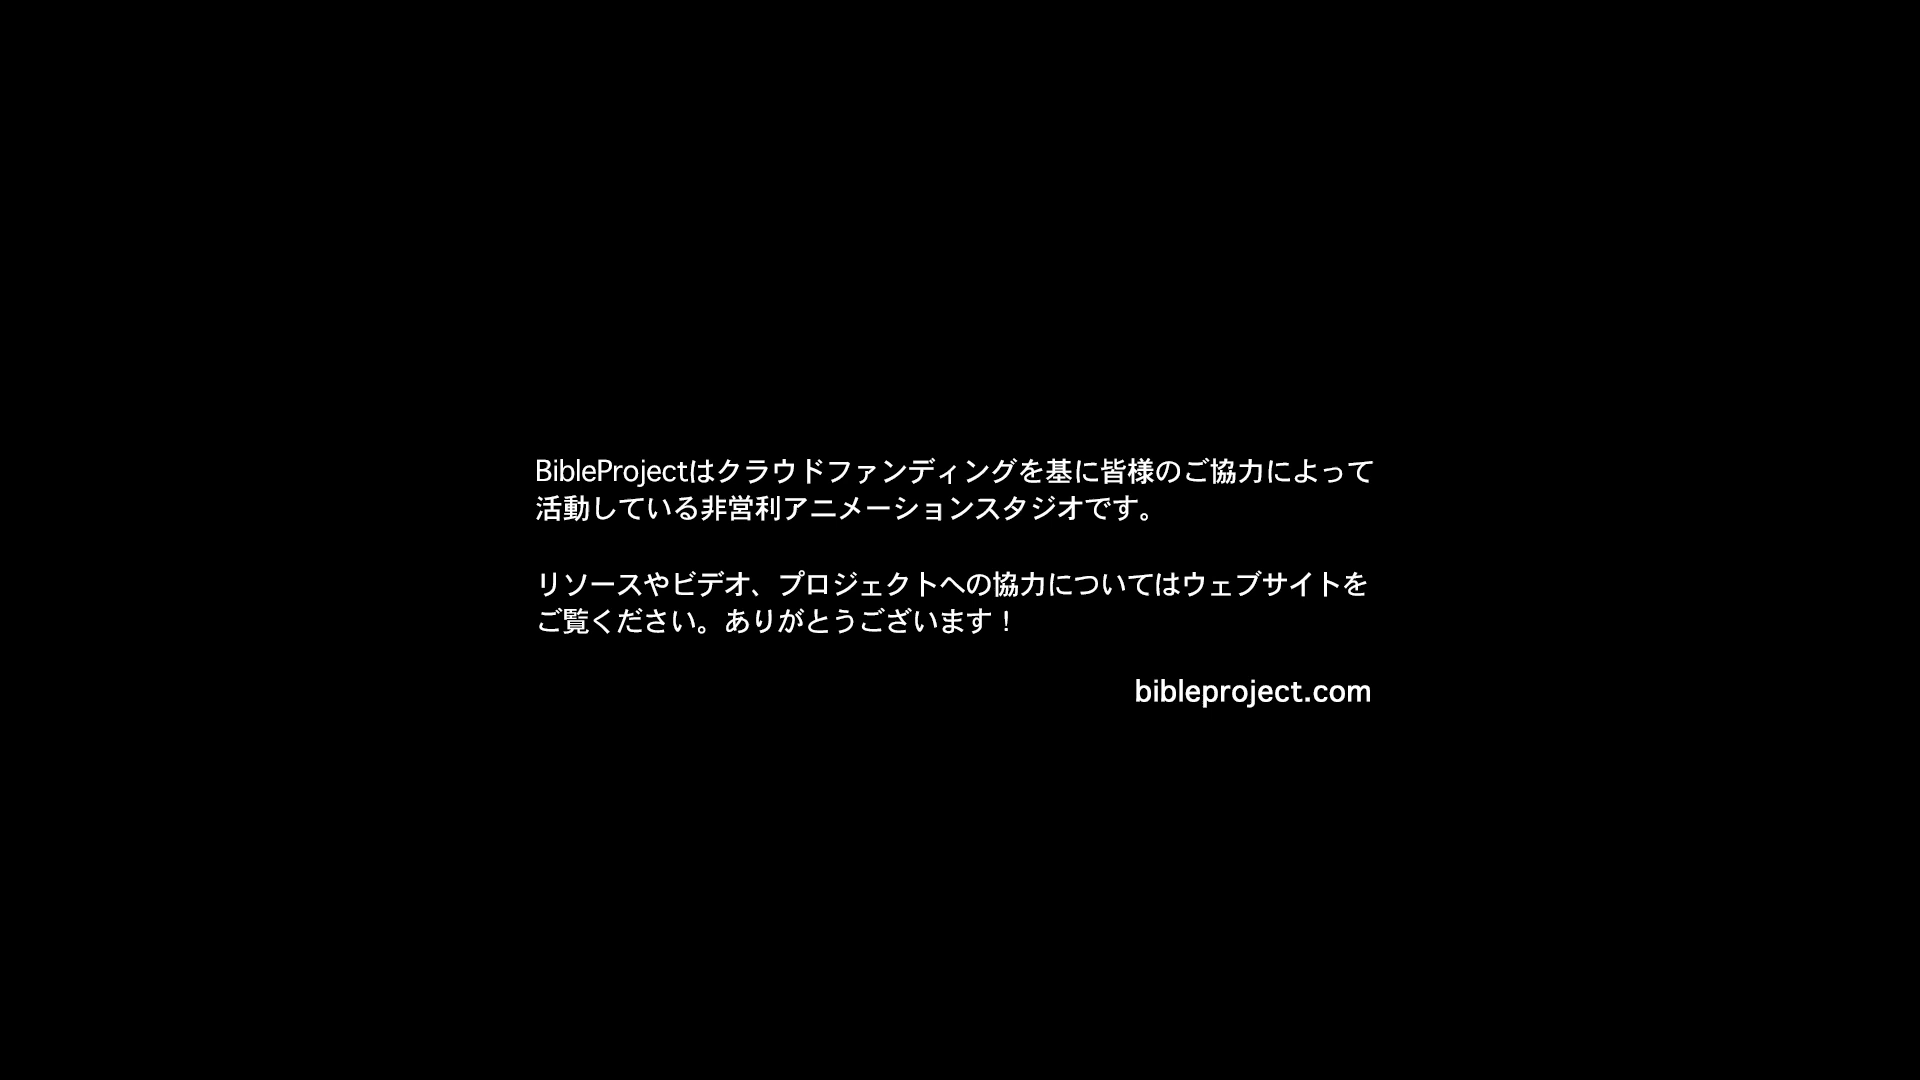 BibleProjectはクラウドファンディングを基に皆様のご協力によって
活動している非営利アニメーションスタジオです。
リソースやビデオ、プロジェクトへの協力についてはウェブサイトを
ご覧ください。ありがとうございます！
bibleproject.com